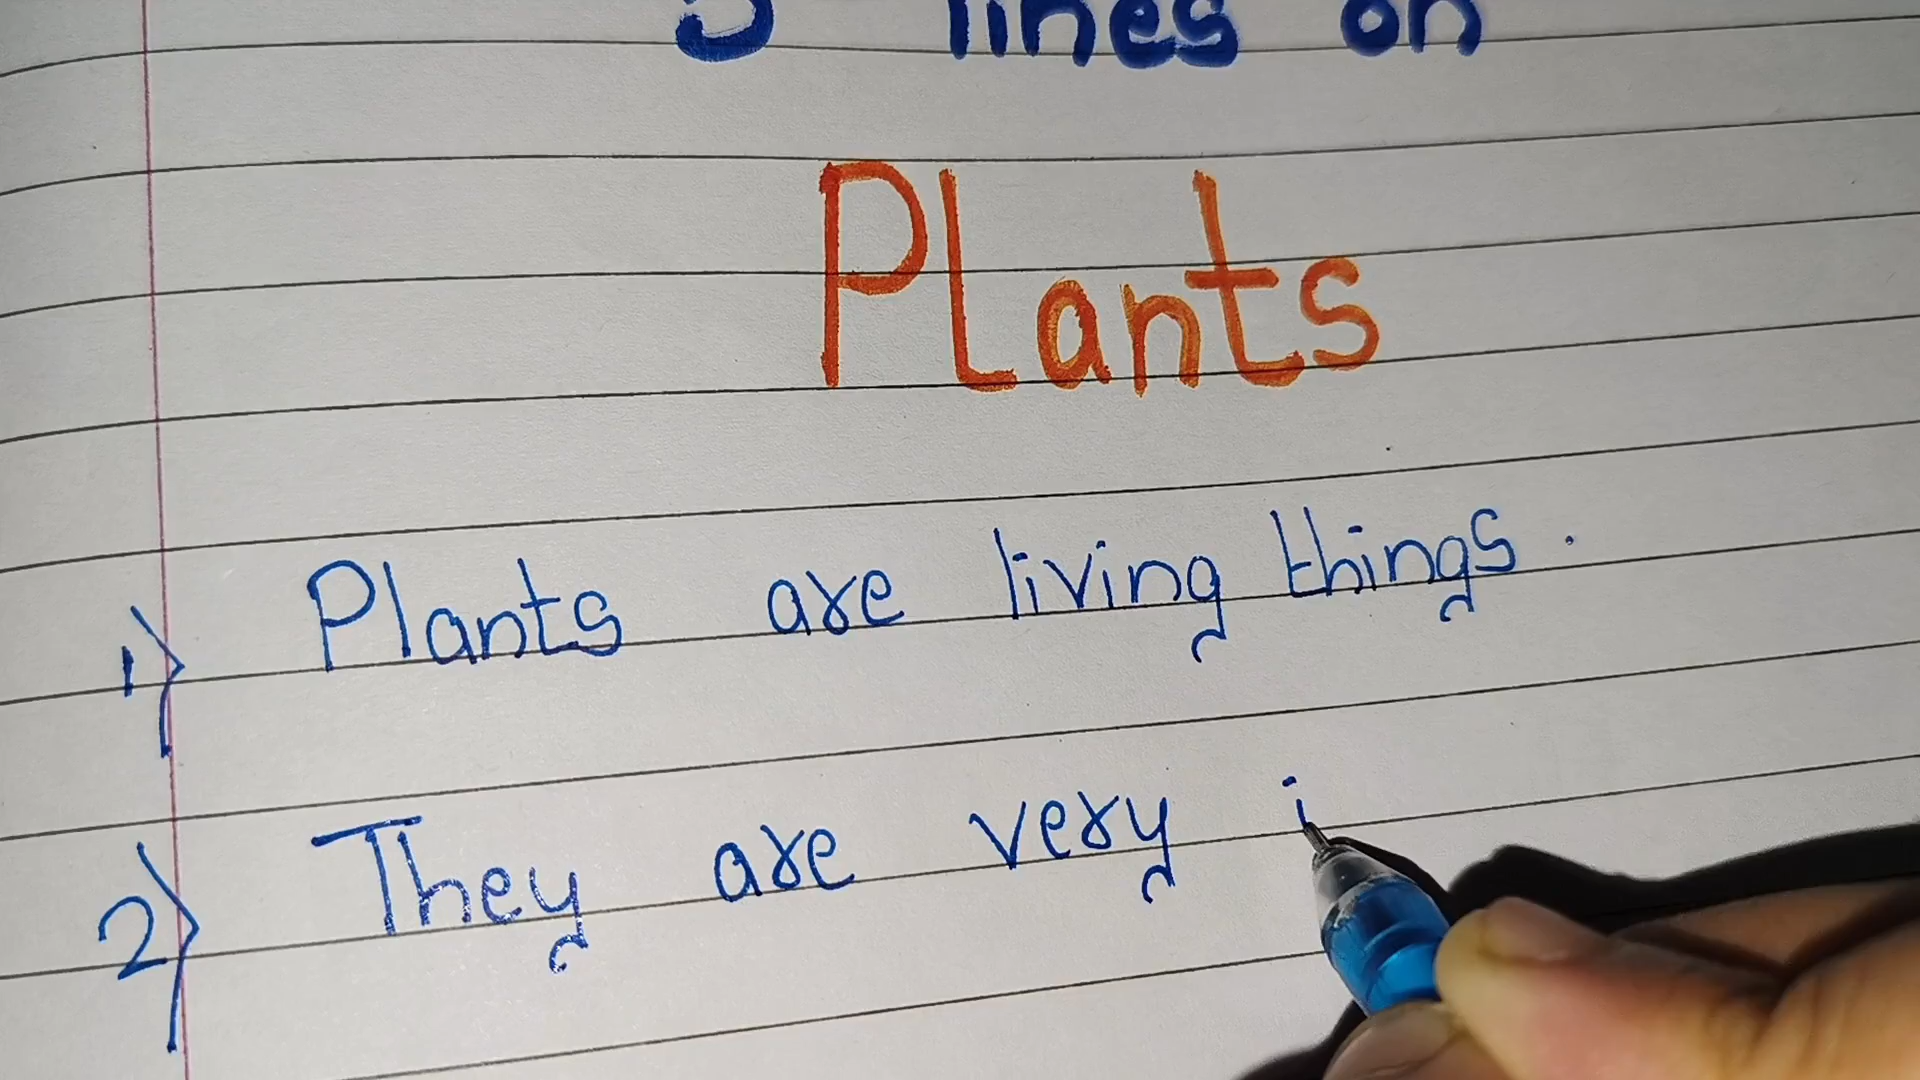 lines on
PLants
1) Plants are living things.
2) They are very i